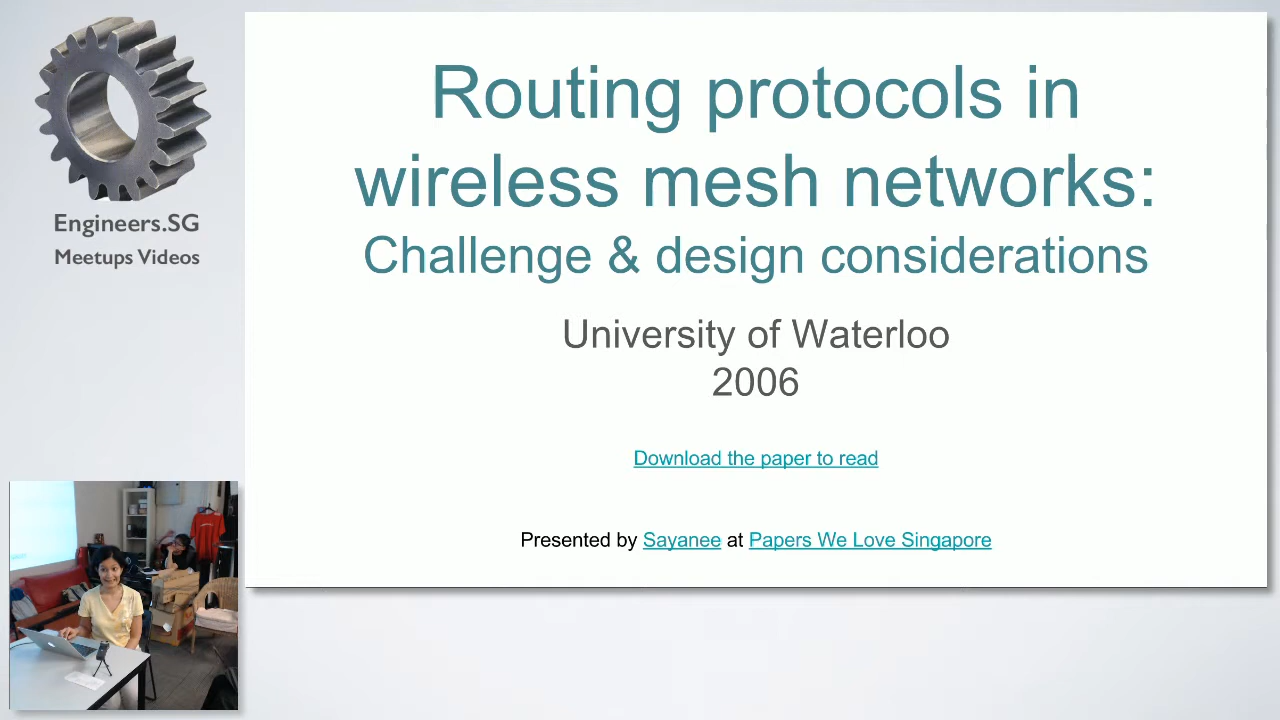 Engineers.SG
Meetups Videos
Routing protocols in
wireless mesh networks:
Challenge & design considerations
University of Waterloo
2006
Download the paper to read
Presented by Sayanee at Papers We Love Singapore